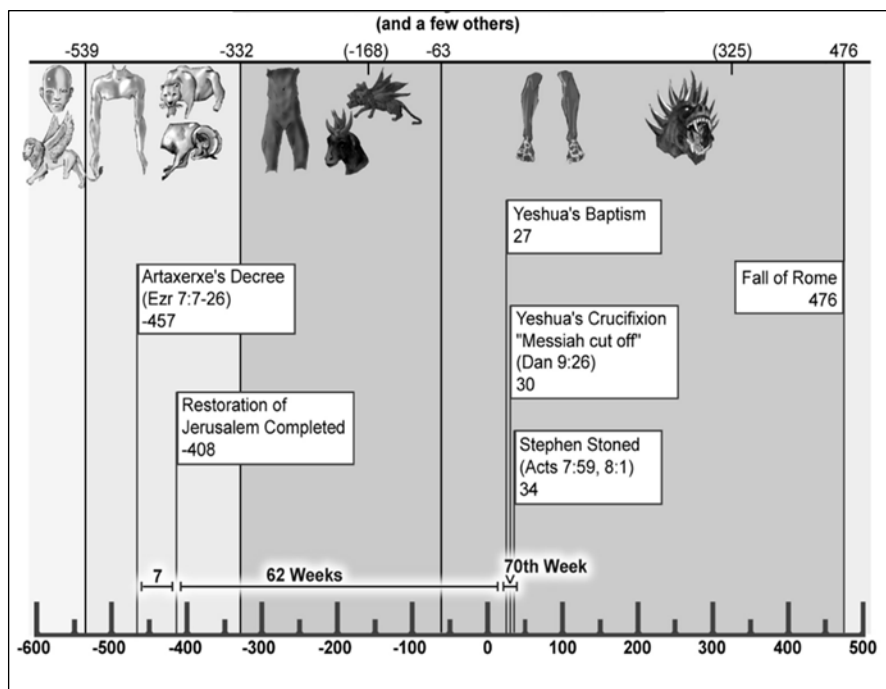 (and a few others)
-539 -332 (-168) -63 (325) 476
Yeshua's Baptism
27
Artaxerxe's Decree
(Ezr 7:7-26)
-457
Fall of Rome
476
Yeshua's Crucifixion
"Messiah cut off"
(Dan 9:26)
30
Restoration of
Jerusalem Completed
-408
Stephen Stoned
(Acts 7:59, 8:1)
34
7 62 Weeks 70th Week
-600 -500 -400 -300 -200 -100 0 100 200 300 400 500